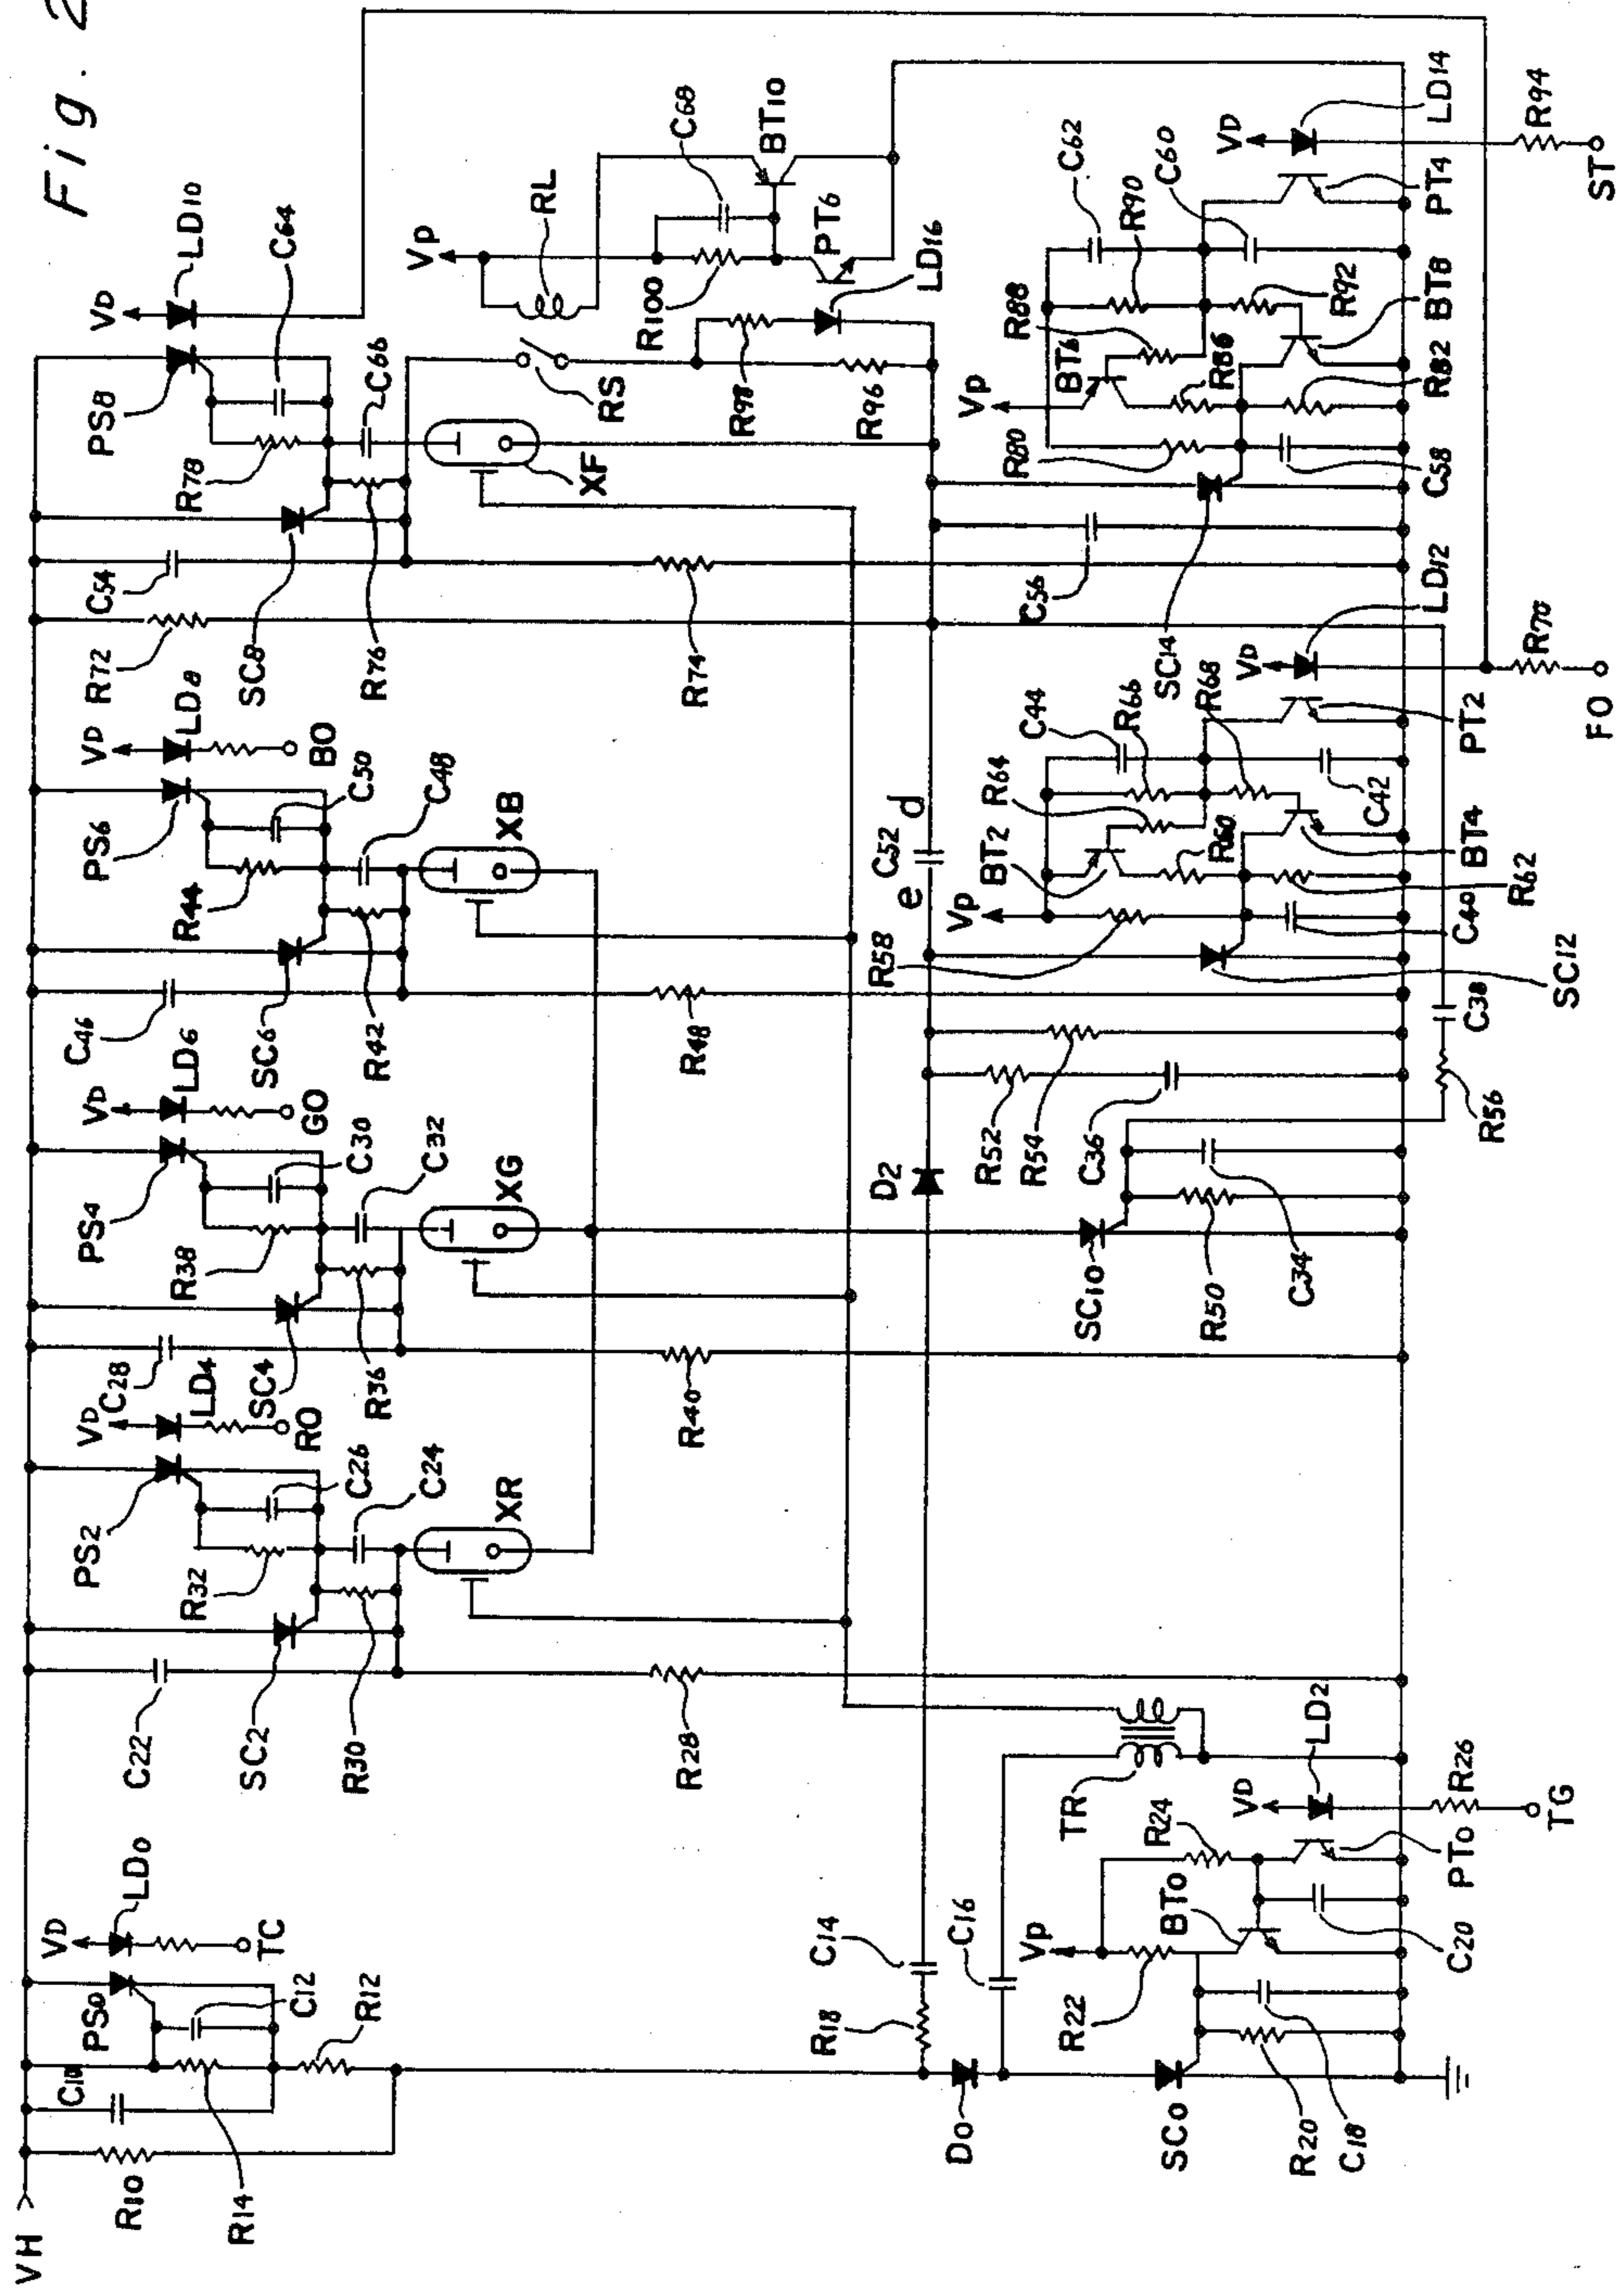 Fig. 2
VH
R10
R14
C10
PS0
C12
R12
VD
LD0
TC
C22
SC2
R30
R28
PS2
R32
VD
LD4
RO
C26
C24
XR
C28
SC4
R36
R40
PS4
R38
VD
LD6
GO
C30
C32
XG
C46
SC6
R42
R48
PS6
R44
VD
LD8
BO
C50
C48
XB
R72
C54
SC8
R76
R74
PS8
R78
VD
LD10
C64
C66
XF
RS
R98
R96
LD16
Vp
RL
R100
C68
BT10
PT6
R18
C14
D0
C16
SC0
R20
C18
R22
Vp
BT0
C20
R24
PT0
TR
VD
LD2
R26
TG
D2
SC10
R50
C34
R52
R54
C36
R56
C38
e
C52
d
R58
Vp
BT2
R64
C44
R66
R68
R60
SC12
C40
R62
BT4
C42
PT2
VD
LD12
R70
FO
C56
SC14
R80
Vp
BT6
R88
R86
C62
R90
C60
R92
C58
R82
BT8
PT4
VD
LD14
R94
ST